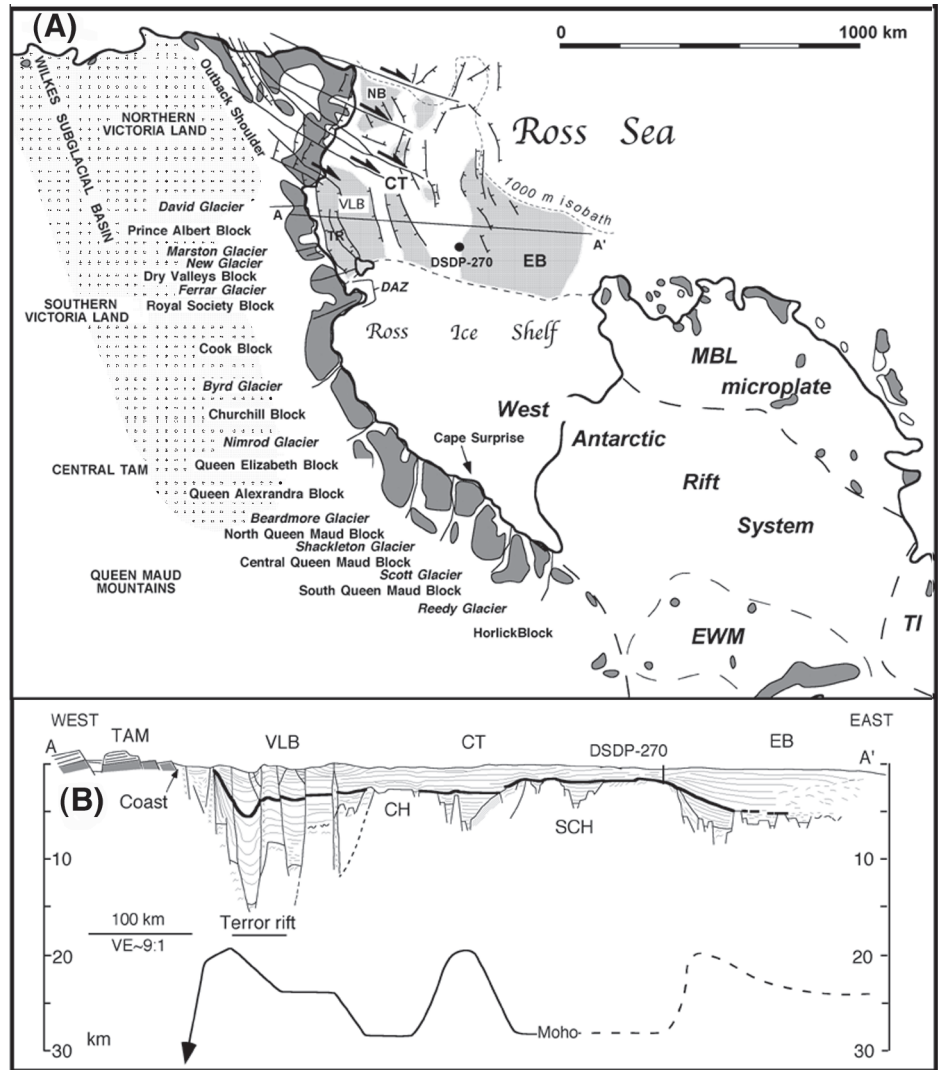 (A)
0 1000 km
WILKES SUBGLACIAL BASIN
Outback Shoulder
NB
NORTHERN
VICTORIA LAND
Ross Sea
CT
1000 m isobath
VLB
David Glacier
A
A'
Prince Albert Block
TR
Marston Glacier
New Glacier
DSDP-270
EB
Dry Valleys Block
Ferrar Glacier
DAZ
SOUTHERN
VICTORIA LAND
Royal Society Block
Ross Ice Shelf
Cook Block
MBL
microplate
Byrd Glacier
West
Churchill Block
Cape Surprise
Antarctic
Nimrod Glacier
CENTRAL TAM
Queen Elizabeth Block
Rift
Queen Alexrandra Block
Beardmore Glacier
System
North Queen Maud Block
Shackleton Glacier
Central Queen Maud Block
QUEEN MAUD
MOUNTAINS
Scott Glacier
South Queen Maud Block
Reedy Glacier
TI
HorlickBlock
EWM
WEST
EAST
A
TAM
VLB
CT
DSDP-270
EB
A'
(B)
Coast
CH
SCH
10
10
100 km
VE~9:1
Terror rift
20
20
Moho
km
30
30